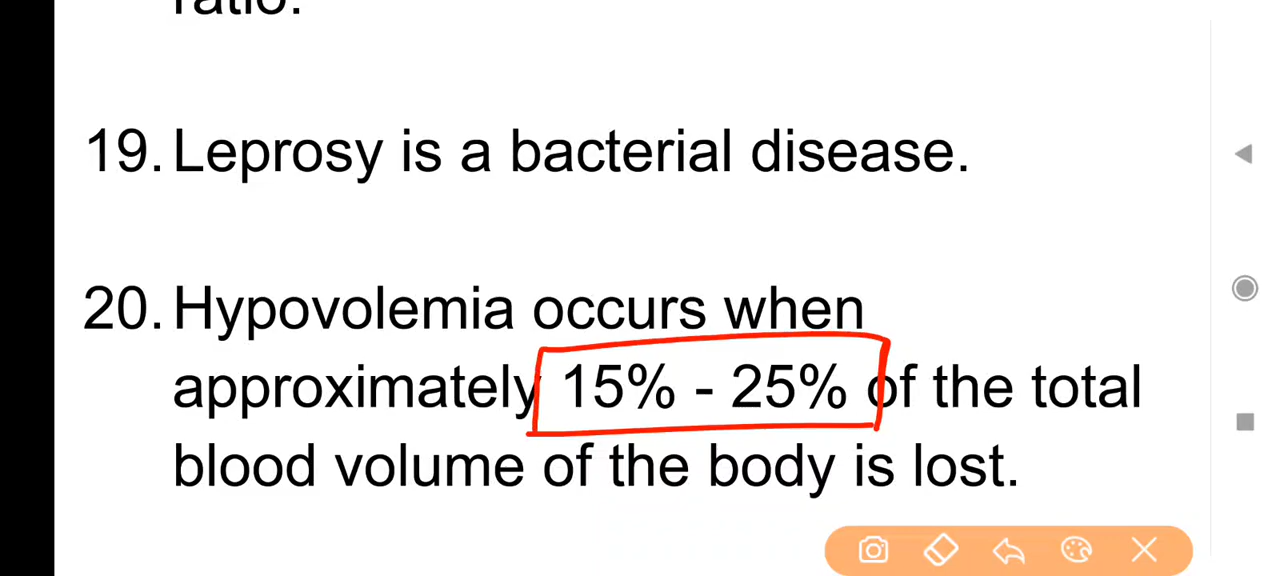 ratio.
19. Leprosy is a bacterial disease.
20. Hypovolemia occurs when
approximately 15% - 25% of the total
blood volume of the body is lost.